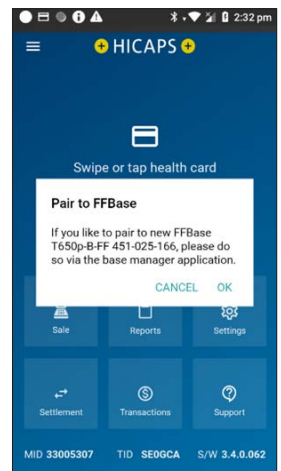 2:32 pm
HICAPS
Swipe or tap health card
Pair to FFBase
If you like to pair to new FFBase
T650p-B-FF 451-025-166, please do
so via the base manager application.
CANCEL OK
Sale Reports Settings
Settlement Transactions Support
MID 33005307 TID SE0GCA S/W 3.4.0.062